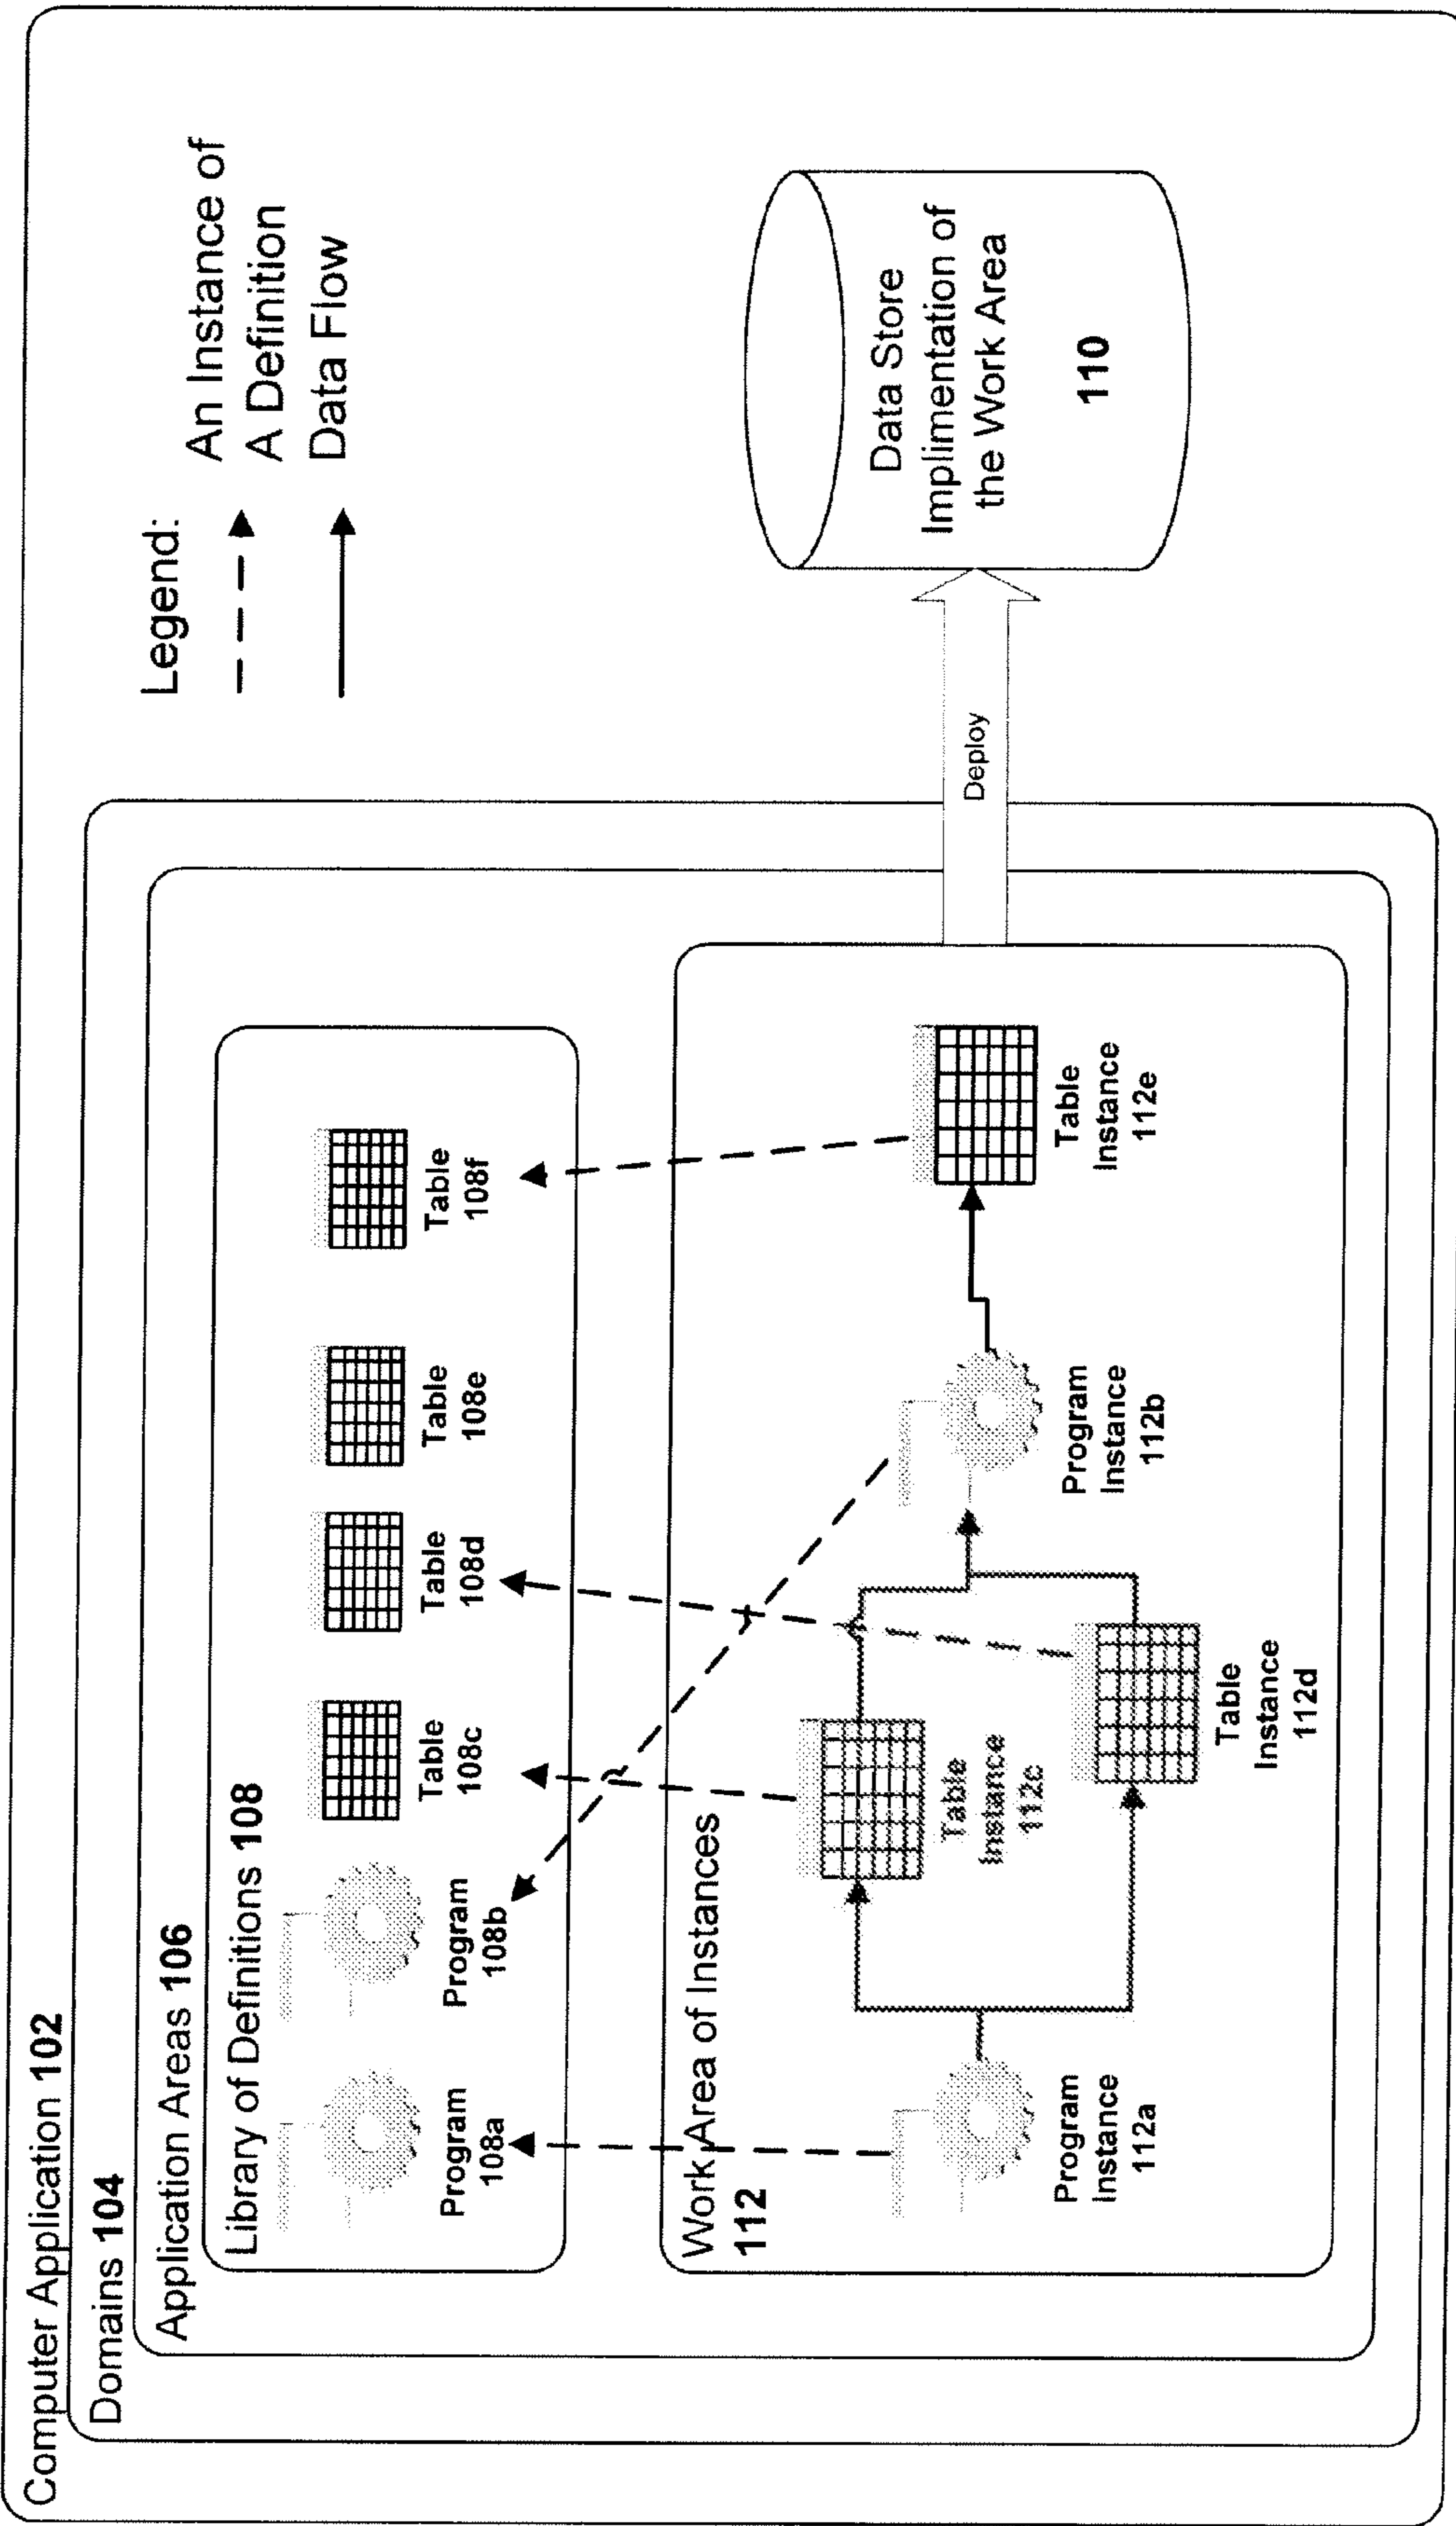 Computer Application 102
Domains 104
Application Areas 106
Library of Definitions 108
Program
108a
Program
108b
Table
108c
Table
108d
Table
108e
Table
108f
Work Area of Instances
112
Program
Instance
112a
Table
Instance
112c
Table
Instance
112d
Program
Instance
112b
Table
Instance
112e
Deploy
Legend:
An Instance of
A Definition
Data Flow
Data Store
Implimentation of
the Work Area
110